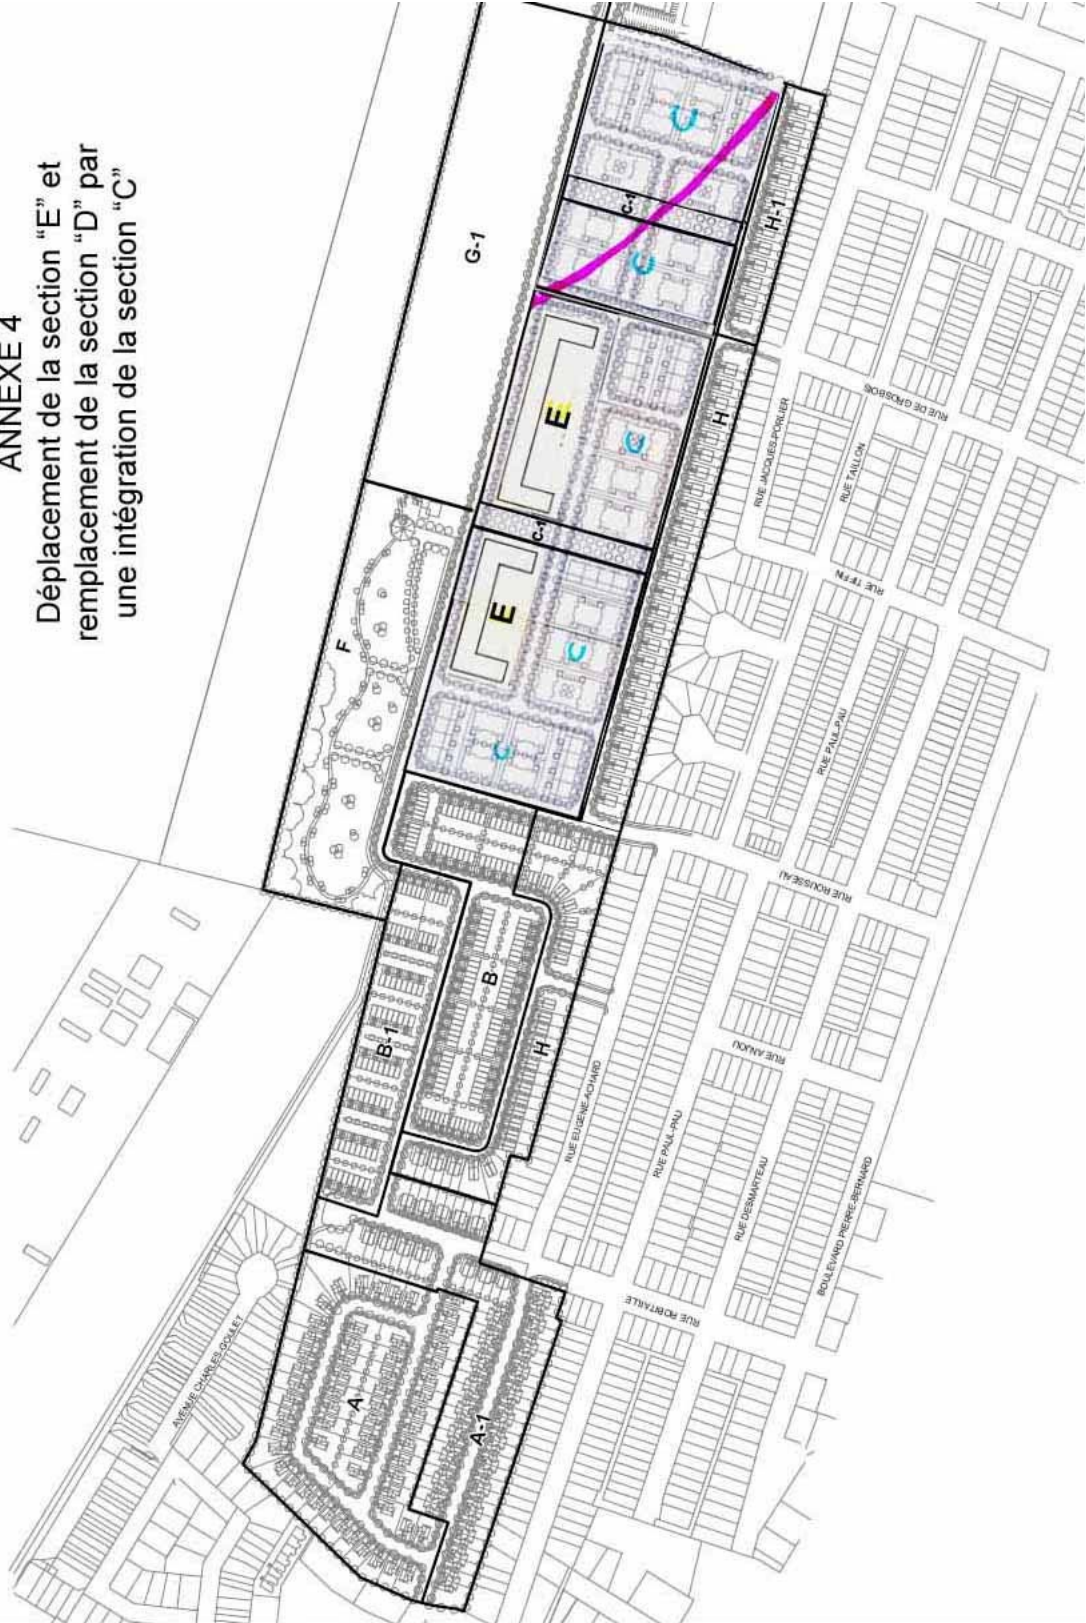 ANNEXE 4
Déplacement de la section "E" et
remplacement de la section "D" par
une intégration de la section "C"
G-1
C
C-1
C
H-1
E
C
H
C-1
F
E
C
C
B
B-1
H
A
A-1
RUE DE GROSBOIS
RUE JACQUES-PORLIER
RUE TAILLON
RUE TIFFIN
RUE PAUL-PAU
RUE ROUSSEAU
RUE ANJOU
RUE EUGÈNE-ACHARD
RUE PAUL-PAU
RUE DESMARTEAU
BOULEVARD PIERRE-BERNARD
RUE ROBITAILLE
AVENUE CHARLES-GOULET